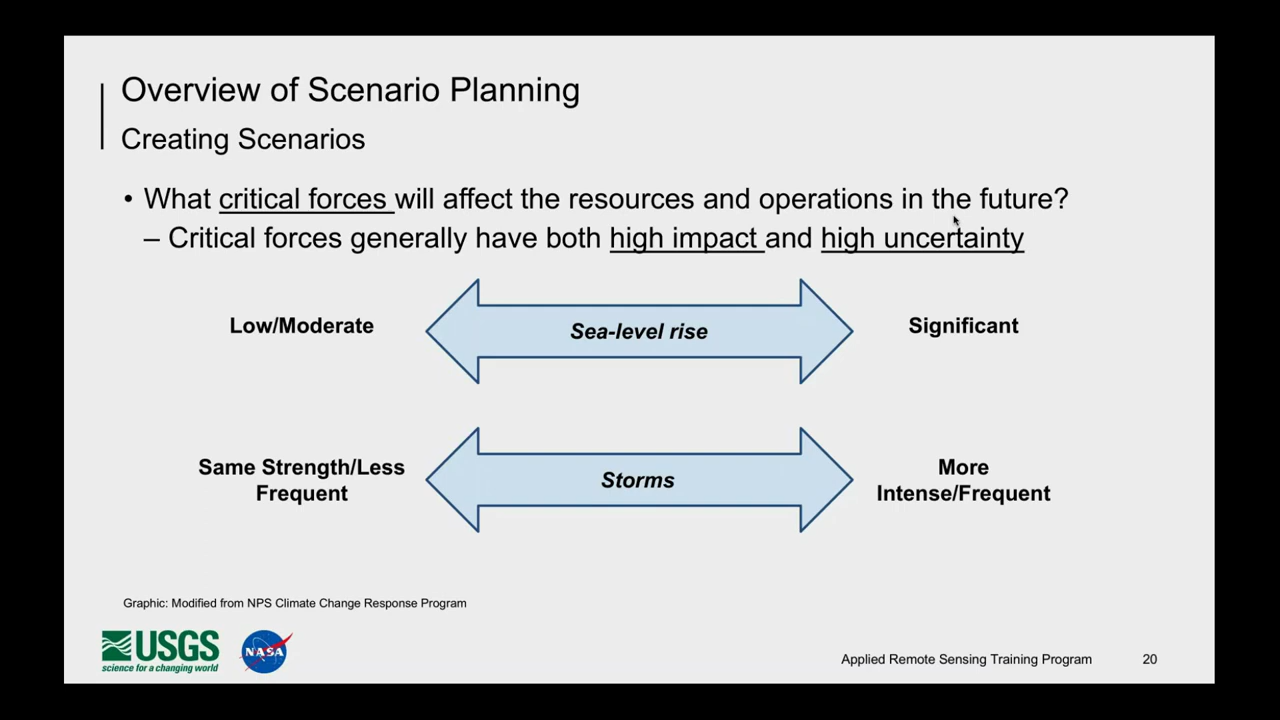 Overview of Scenario Planning
Creating Scenarios
• What critical forces will affect the resources and operations in the future?
– Critical forces generally have both high impact and high uncertainty
Low/Moderate
Sea-level rise
Significant
Same Strength/Less
Frequent
Storms
More
Intense/Frequent
Graphic: Modified from NPS Climate Change Response Program
USGS
science for a changing world
NASA
Applied Remote Sensing Training Program
20